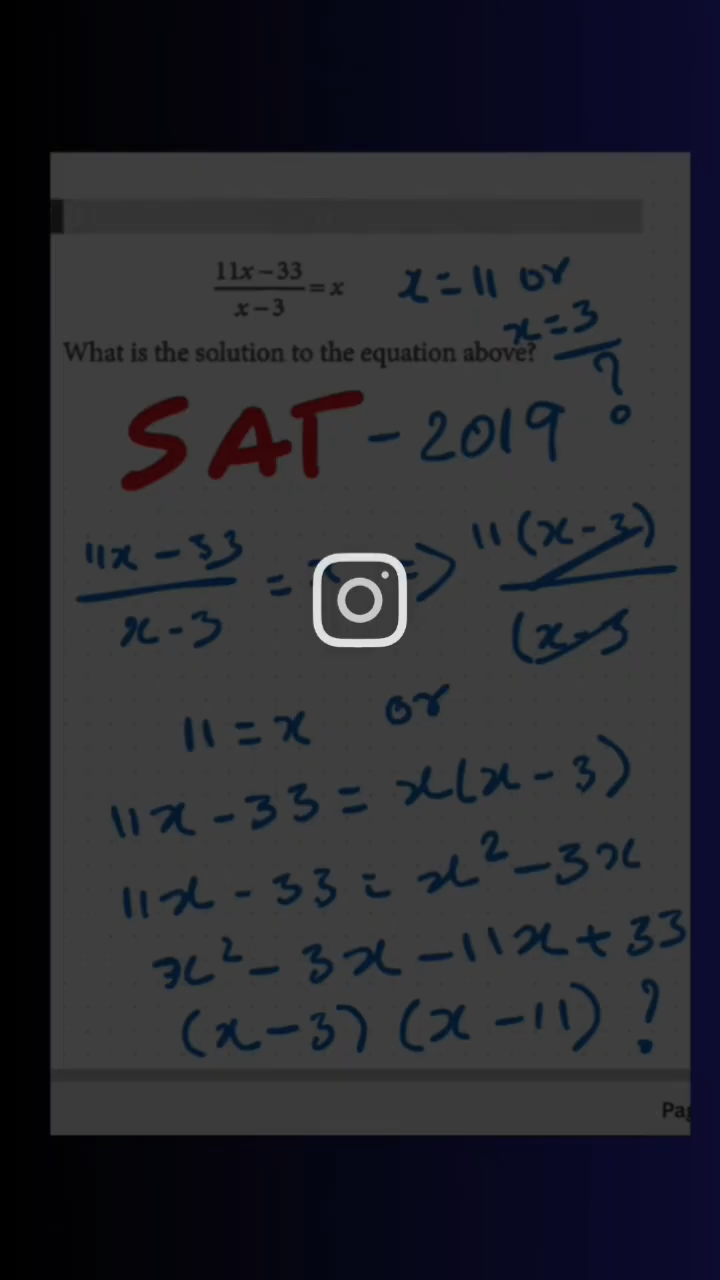 11x − 33
――― = x
x − 3
x = 11 or
x = 3
?
What is the solution to the equation above?
SAT - 2019
11x − 33 / x − 3 = x => 11(x − 3) / (x − 3
11 = x or
11x − 33 = x(x − 3)
11x − 33 = x² − 3x
x² − 3x − 11x + 33
(x − 3) (x − 11) ?